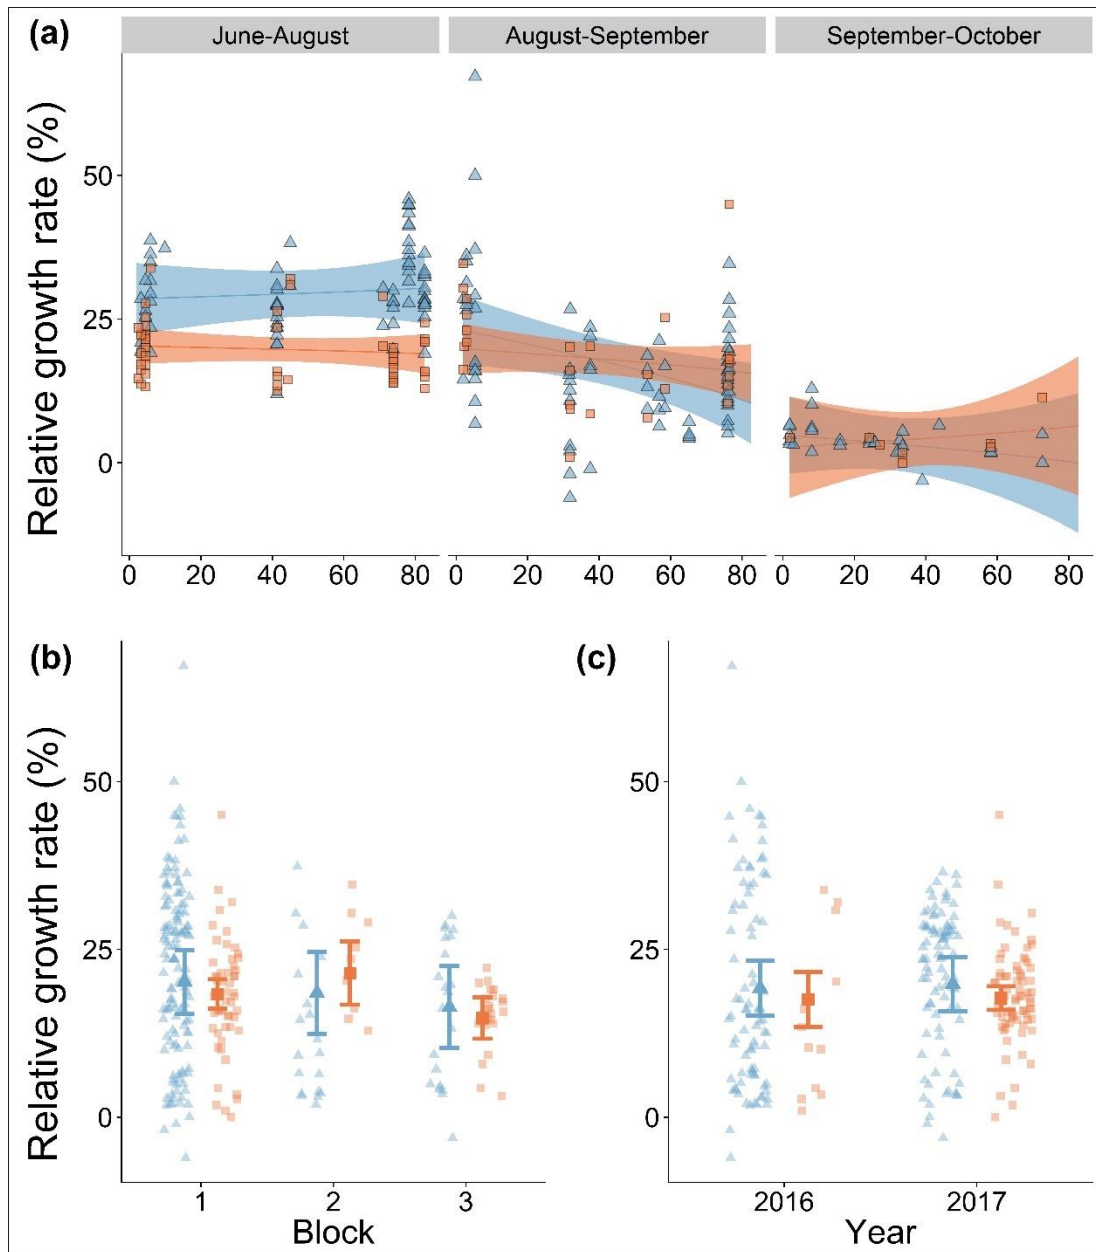 (a)
June-August August-September September-October
Relative growth rate (%)
50
25
0
0 20 40 60 80 0 20 40 60 80 0 20 40 60 80
(b) (c)
Relative growth rate (%)
50 50
25 25
0 0
1 2 3 2016 2017
Block Year